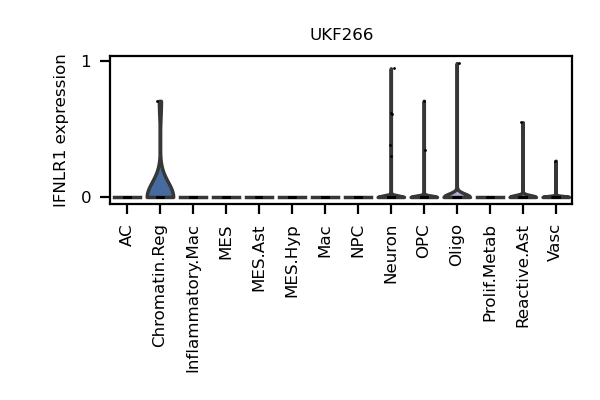 UKF266
IFNLR1 expression
1
0
AC
Chromatin.Reg
Inflammatory.Mac
MES
MES.Ast
MES.Hyp
Mac
NPC
Neuron
OPC
Oligo
Prolif.Metab
Reactive.Ast
Vasc